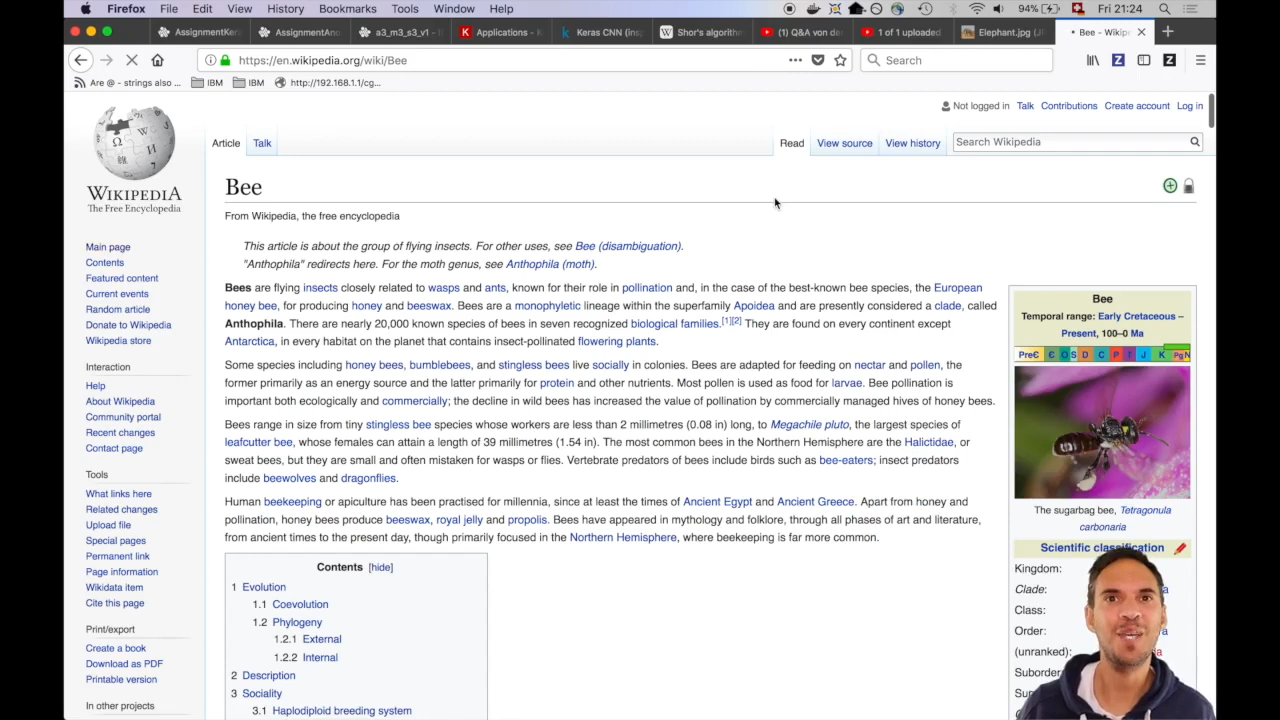 Firefox File Edit View History Bookmarks Tools Window Help
94% Fri 21:24
AssignmentKer
AssignmentAno
a3_m3_s3_v1 -
Applications - K
Keras CNN (ins
Shor's algorith
(1) Q&A von de
1 of 1 uploaded
Elephant.jpg (JP
Bee - Wikipe
https://en.wikipedia.org/wiki/Bee
Search
Are @ - strings also ...
IBM
IBM
http://192.168.1.1/cg...
Not logged in Talk Contributions Create account Log in
Article Talk
Read View source View history
Search Wikipedia
WIKIPEDIA
The Free Encyclopedia
Main page
Contents
Featured content
Current events
Random article
Donate to Wikipedia
Wikipedia store
Interaction
Help
About Wikipedia
Community portal
Recent changes
Contact page
Tools
What links here
Related changes
Upload file
Special pages
Permanent link
Page information
Wikidata item
Cite this page
Print/export
Create a book
Download as PDF
Printable version
In other projects
Bee
From Wikipedia, the free encyclopedia
This article is about the group of flying insects. For other uses, see Bee (disambiguation).
"Anthophila" redirects here. For the moth genus, see Anthophila (moth).
Bees are flying insects closely related to wasps and ants, known for their role in pollination and, in the case of the best-known bee species, the European
honey bee, for producing honey and beeswax. Bees are a monophyletic lineage within the superfamily Apoidea and are presently considered a clade, called
Anthophila. There are nearly 20,000 known species of bees in seven recognized biological families.[1][2] They are found on every continent except
Antarctica, in every habitat on the planet that contains insect-pollinated flowering plants.
Some species including honey bees, bumblebees, and stingless bees live socially in colonies. Bees are adapted for feeding on nectar and pollen, the
former primarily as an energy source and the latter primarily for protein and other nutrients. Most pollen is used as food for larvae. Bee pollination is
important both ecologically and commercially; the decline in wild bees has increased the value of pollination by commercially managed hives of honey bees.
Bees range in size from tiny stingless bee species whose workers are less than 2 millimetres (0.08 in) long, to Megachile pluto, the largest species of
leafcutter bee, whose females can attain a length of 39 millimetres (1.54 in). The most common bees in the Northern Hemisphere are the Halictidae, or
sweat bees, but they are small and often mistaken for wasps or flies. Vertebrate predators of bees include birds such as bee-eaters; insect predators
include beewolves and dragonflies.
Human beekeeping or apiculture has been practised for millennia, since at least the times of Ancient Egypt and Ancient Greece. Apart from honey and
pollination, honey bees produce beeswax, royal jelly and propolis. Bees have appeared in mythology and folklore, through all phases of art and literature,
from ancient times to the present day, though primarily focused in the Northern Hemisphere, where beekeeping is far more common.
Contents [hide]
1 Evolution
1.1 Coevolution
1.2 Phylogeny
1.2.1 External
1.2.2 Internal
2 Description
3 Sociality
3.1 Haplodiploid breeding system
Bee
Temporal range: Early Cretaceous –
Present, 100–0 Ma
PreЄ Є O S D C P T J K PgN
The sugarbag bee, Tetragonula
carbonaria
Scientific classification
Kingdom:
Clade:
Class:
Order:
(unranked):
Suborder